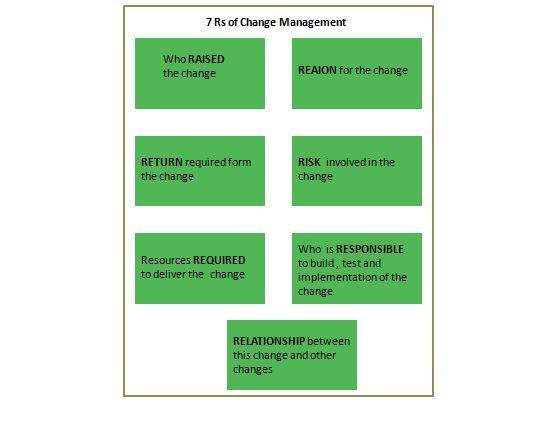 7 Rs of Change Management
Who RAISED
the change
REAION for the change
RETURN required form
the change
RISK involved in the
change
Resources REQUIRED
to deliver the change
Who is RESPONSIBLE
to build , test and
implementation of the
change
RELATIONSHIP between
this change and other
changes